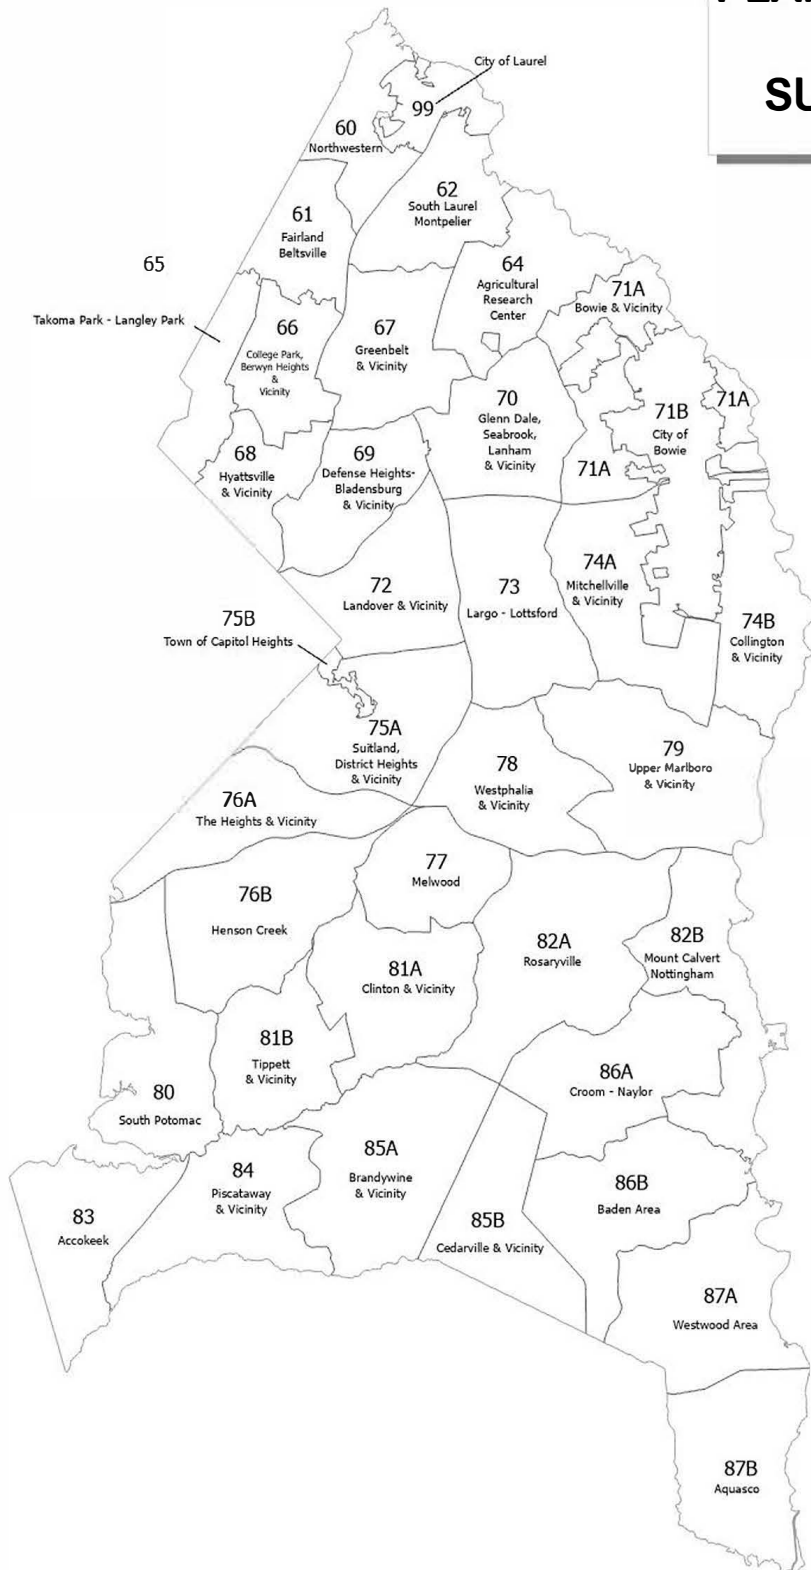 SU
City of Laurel
99
60
Northwestern
62
South Laurel
Montpelier
61
Fairland
Beltsville
65
Takoma Park - Langley Park
64
Agricultural
Research
Center
71A
Bowie & Vicinity
66
College Park,
Berwyn Heights
&
Vicinity
67
Greenbelt
& Vicinity
70
Glenn Dale,
Seabrook,
Lanham
& Vicinity
71B
City of
Bowie
71A
68
Hyattsville
& Vicinity
69
Defense Heights-
Bladensburg
& Vicinity
71A
72
Landover & Vicinity
73
Largo - Lottsford
74A
Mitchellville
& Vicinity
74B
Collington
& Vicinity
75B
Town of Capitol Heights
75A
Suitland,
District Heights
& Vicinity
78
Westphalia
& Vicinity
79
Upper Marlboro
& Vicinity
76A
The Heights & Vicinity
77
Melwood
76B
Henson Creek
82A
Rosaryville
82B
Mount Calvert
Nottingham
81A
Clinton & Vicinity
81B
Tippett
& Vicinity
80
South Potomac
86A
Croom - Naylor
85A
Brandywine
& Vicinity
84
Piscataway
& Vicinity
86B
Baden Area
83
Accokeek
85B
Cedarville & Vicinity
87A
Westwood Area
87B
Aquasco